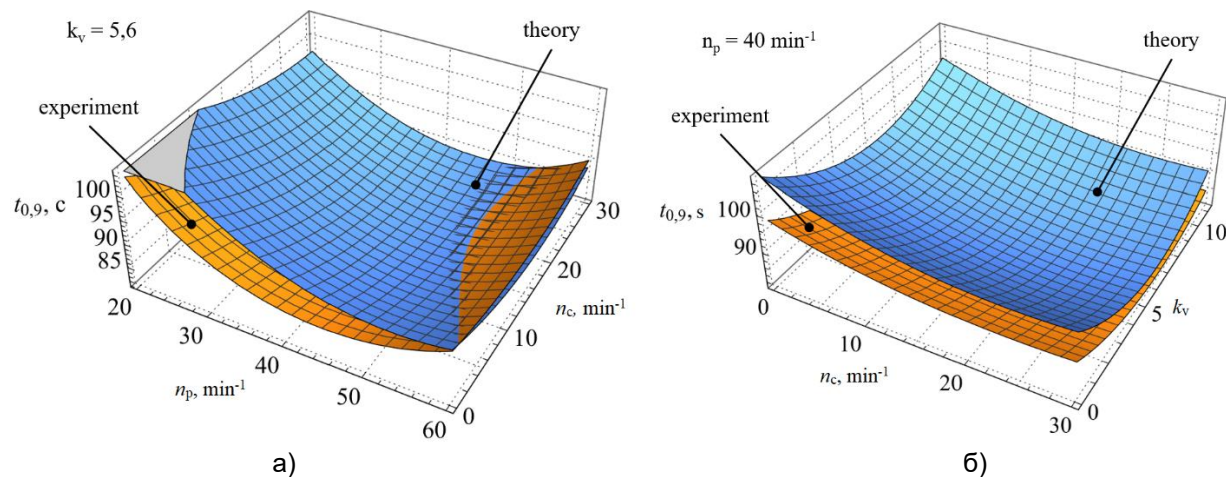 k_v = 5,6
theory
experiment
t_0,9, c
100
95
90
85
20
30
40
50
60
n_p, min⁻¹
0
10
20
30
n_c, min⁻¹
а)
n_p = 40 min⁻¹
theory
experiment
t_0,9, s
100
90
0
10
20
30
n_c, min⁻¹
0
5
10
k_v
б)